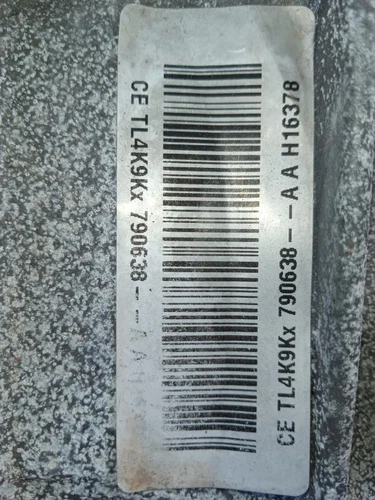 CE TL4K9Kx 790638--A A H16378
CE TL4K9Kx 790638--A A